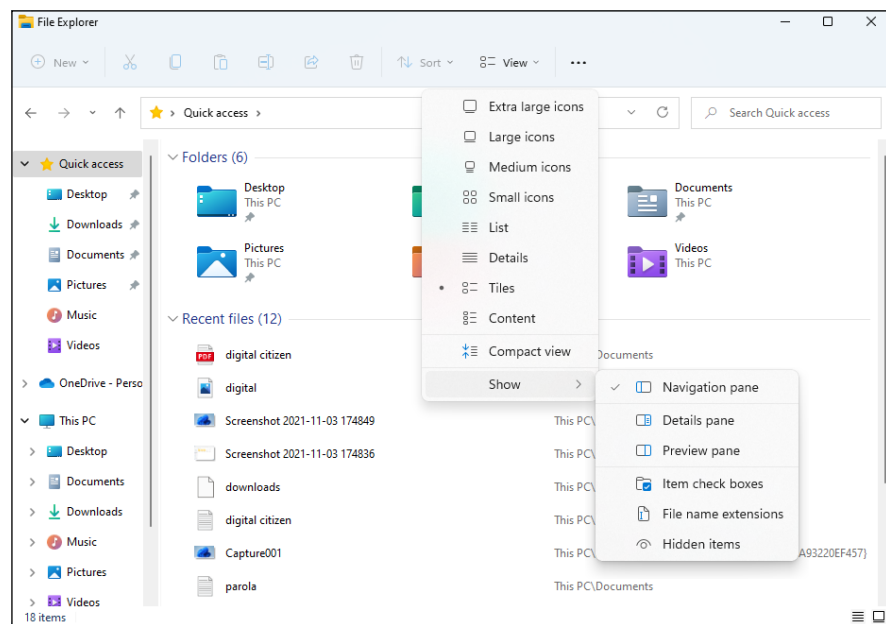 File Explorer
New
Sort
View
Quick access
Search Quick access
Extra large icons
Large icons
Medium icons
Small icons
List
Details
Tiles
Content
Compact view
Show
Navigation pane
Details pane
Preview pane
Item check boxes
File name extensions
Hidden items
Quick access
Desktop
Downloads
Documents
Pictures
Music
Videos
OneDrive - Perso
This PC
Desktop
Documents
Downloads
Music
Pictures
Videos
Folders (6)
Desktop
This PC
Documents
This PC
Pictures
This PC
Videos
This PC
Recent files (12)
PDF
digital citizen
Documents
digital
Screenshot 2021-11-03 174849
This PC\
Screenshot 2021-11-03 174836
This PC\
downloads
This PC\
digital citizen
This PC\
Capture001
This PC\
A93220EF457}
parola
This PC\Documents
18 items